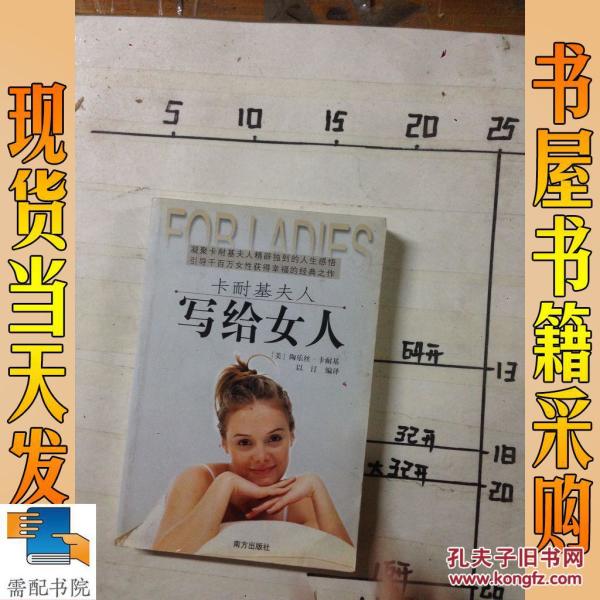 现货当天发
书屋书籍采购
5 10 15 20 25
FOR LADIES
凝聚卡耐基夫人精辟独到的人生感悟
引导千百万女性获得幸福的经典之作
卡耐基夫人
写给女人
[美] 陶乐丝·卡耐基
编译
64开
13
32开
18
大32开
20
16开
26
南方出版社
需配书院
孔夫子旧书网
www.kongfz.com